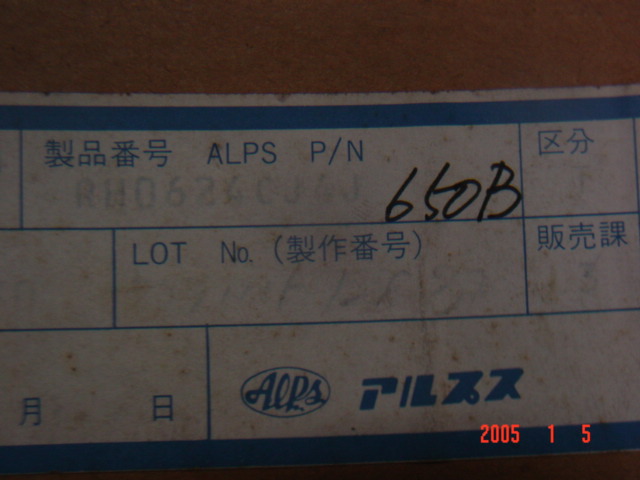 製品番号 ALPS P/N
650B
区分
LOT No.(製作番号)
販売課
月 日
Alps アルプス
2005 1 5